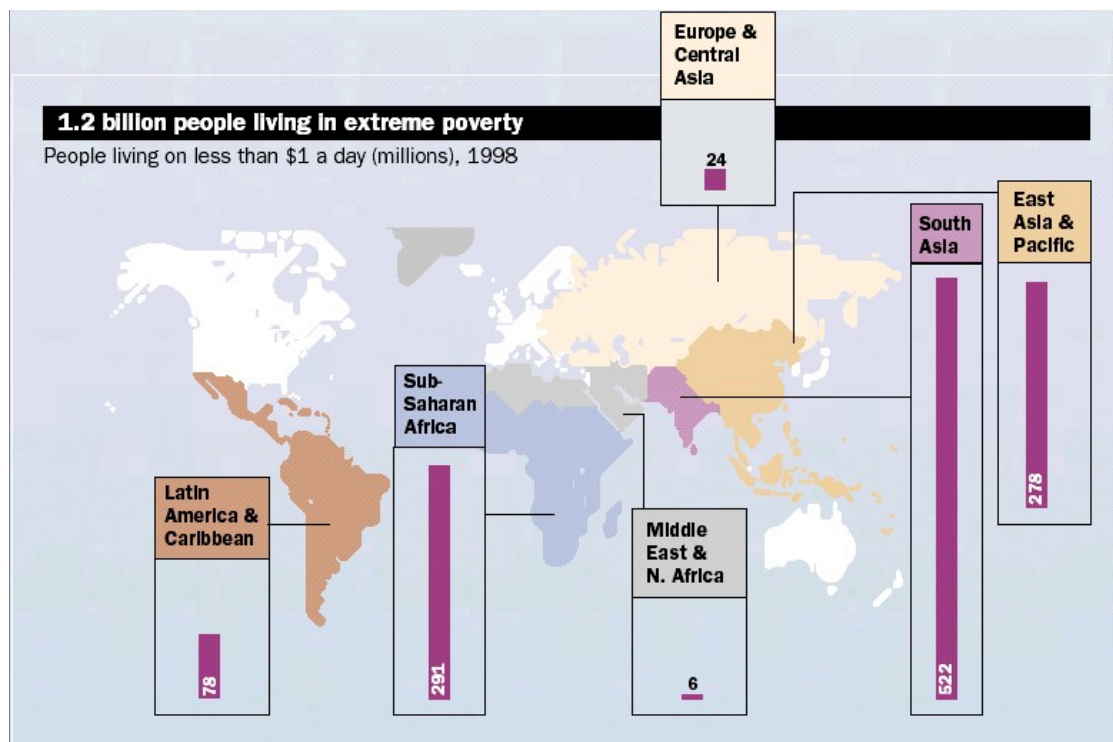 1.2 billion people living in extreme poverty
People living on less than $1 a day (millions), 1998
Europe &
Central
Asia
24
East
Asia &
Pacific
278
South
Asia
522
Sub-
Saharan
Africa
291
Latin
America &
Caribbean
78
Middle
East &
N. Africa
6